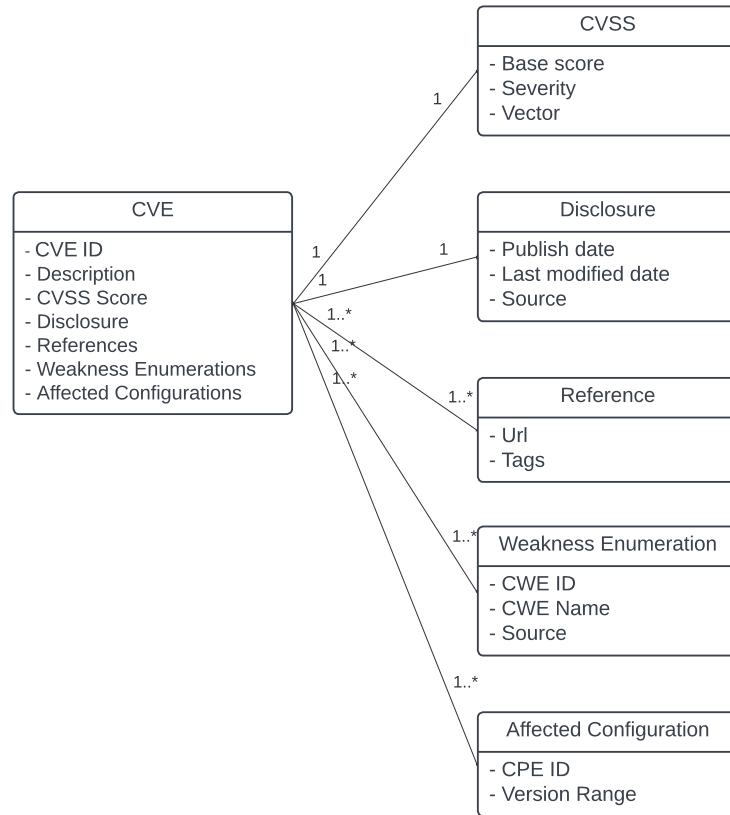 CVSS
- Base score
- Severity
- Vector
1
1
CVE
- CVE ID
- Description
- CVSS Score
- Disclosure
- References
- Weakness Enumerations
- Affected Configurations
Disclosure
- Publish date
- Last modified date
- Source
1
1
1..*
1..*
1..*
Reference
- Url
- Tags
1..*
Weakness Enumeration
- CWE ID
- CWE Name
- Source
1..*
Affected Configuration
- CPE ID
- Version Range
1..*